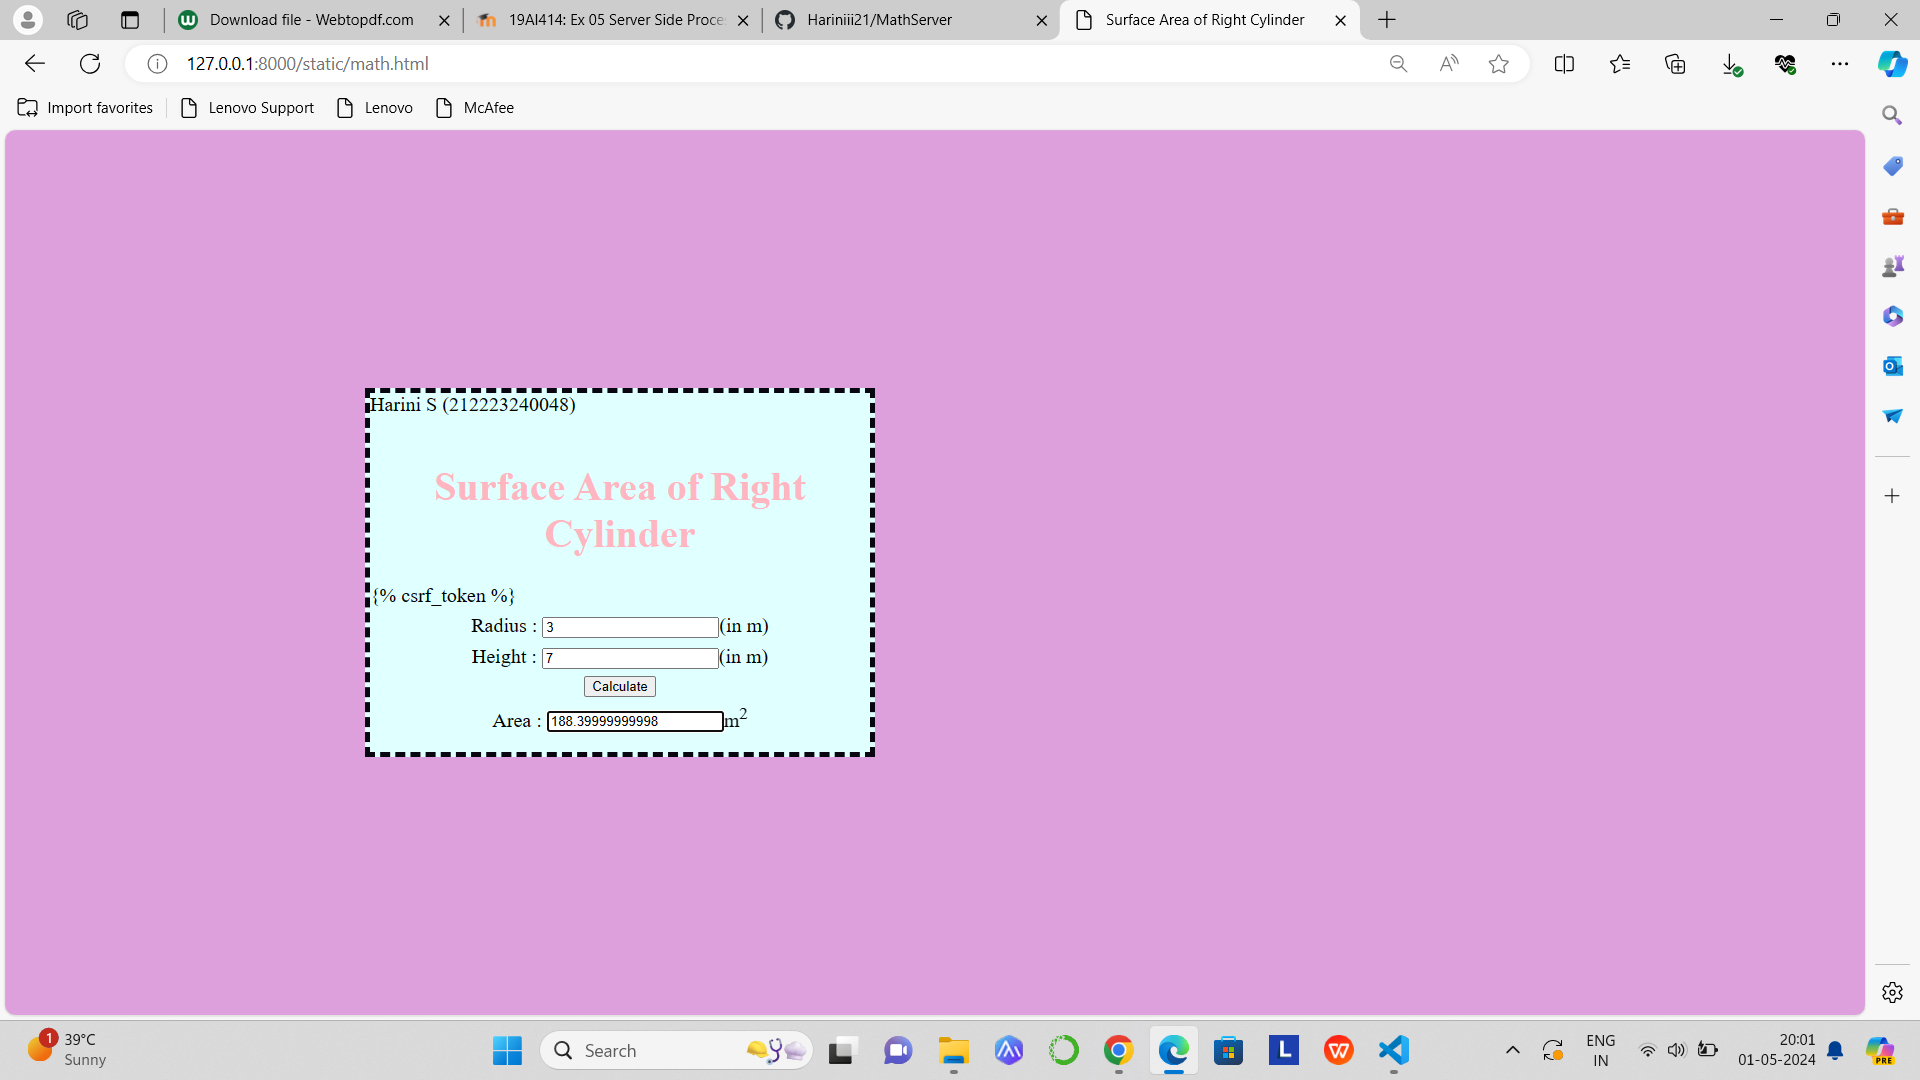 Download file - Webtopdf.com
19AI414: Ex 05 Server Side Proce
Hariniii21/MathServer
Surface Area of Right Cylinder
127.0.0.1:8000/static/math.html
Import favorites
Lenovo Support
Lenovo
McAfee
Harini S (212223240048)
Surface Area of Right
Cylinder
{% csrf_token %}
Radius : 3 (in m)
Height : 7 (in m)
Calculate
Area : 188.39999999998 m2
1
39°C
Sunny
Search
L
ENG
IN
20:01
01-05-2024
PRE